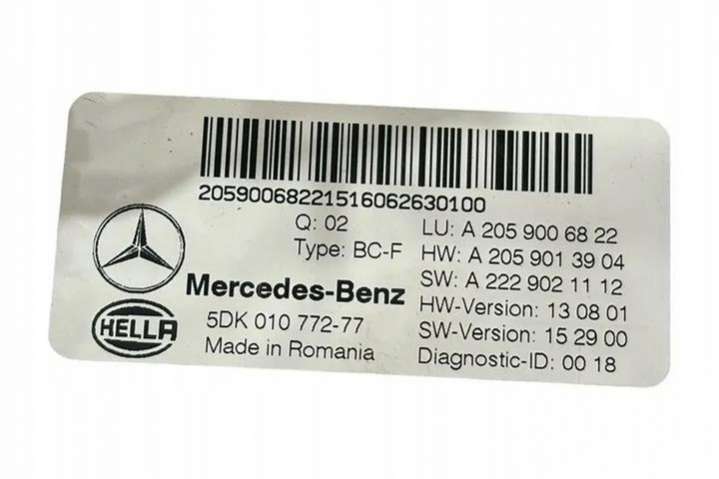 2059006822151606263​0100
Q: 02
Type: BC-F
Mercedes-Benz
HELLA
5DK 010 772-77
Made in Romania
LU: A 205 900 68 22
HW: A 205 901 39 04
SW: A 222 902 11 12
HW-Version: 13 08 01
SW-Version: 15 29 00
Diagnostic-ID: 00 18